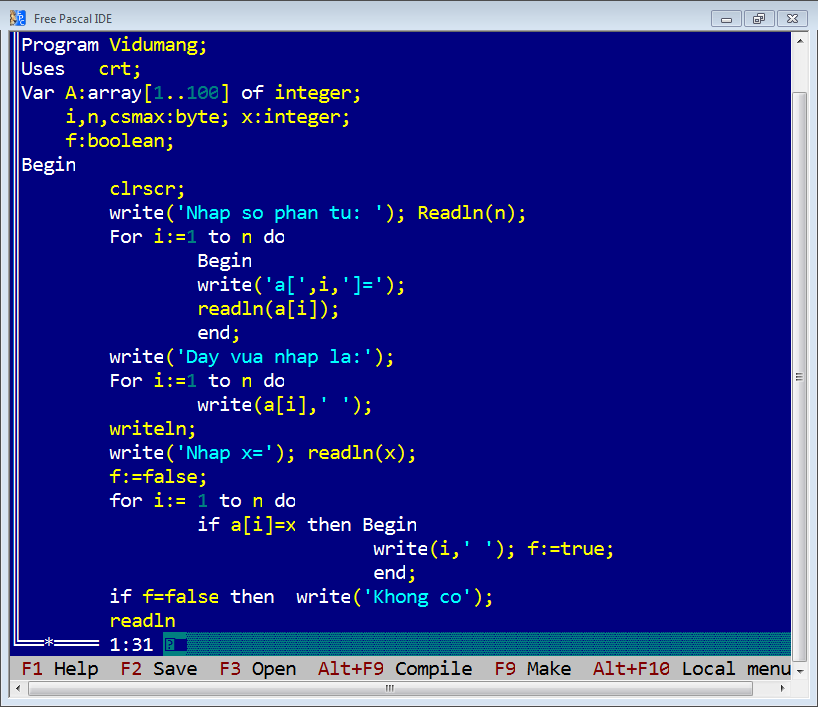 Free Pascal IDE
Program Vidumang;
Uses   crt;
Var A:array[1..100] of integer;
    i,n,csmax:byte; x:integer;
    f:boolean;
Begin
        clrscr;
        write('Nhap so phan tu: '); Readln(n);
        For i:=1 to n do
                Begin
                write('a[',i,']=');
                readln(a[i]);
                end;
        write('Day vua nhap la:');
        For i:=1 to n do
                write(a[i],' ');
        writeln;
        write('Nhap x='); readln(x);
        f:=false;
        for i:= 1 to n do
                if a[i]=x then Begin
                                write(i,' '); f:=true;
                                end;
        if f=false then  write('Khong co');
        readln
* 1:31
F1 Help  F2 Save  F3 Open  Alt+F9 Compile  F9 Make  Alt+F10 Local menu